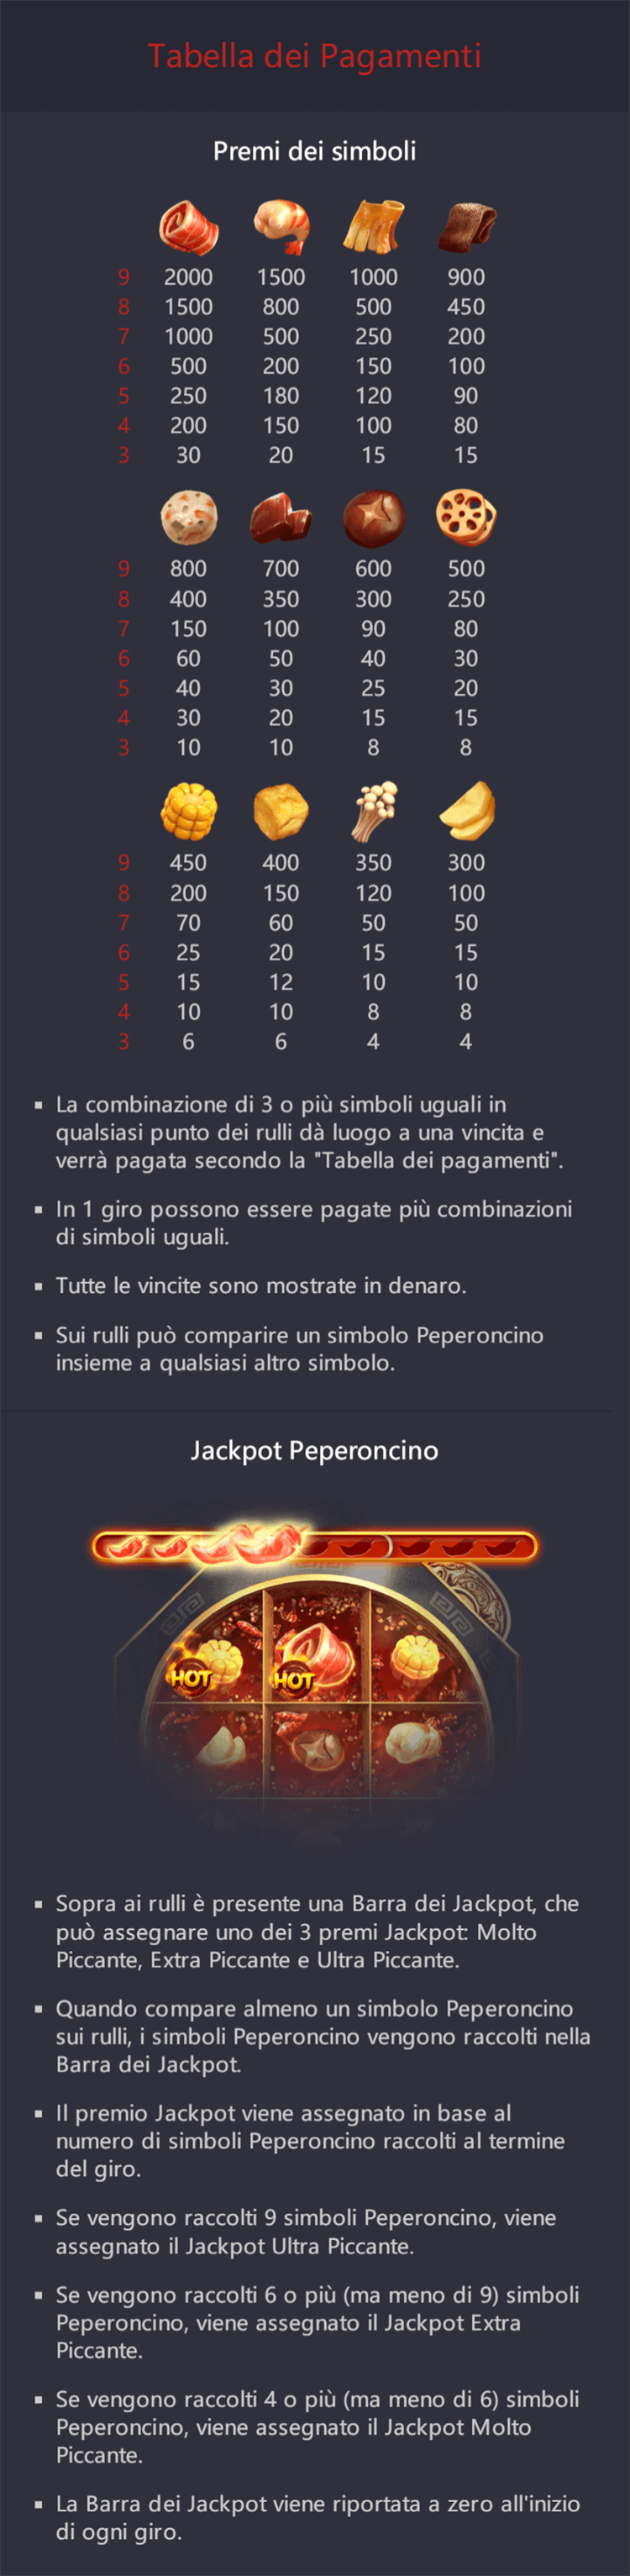 Tabella dei Pagamenti
Premi dei simboli
9 2000 1500 1000 900
8 1500 800 500 450
7 1000 500 250 200
6 500 200 150 100
5 250 180 120 90
4 200 150 100 80
3 30 20 15 15
9 800 700 600 500
8 400 350 300 250
7 150 100 90 80
6 60 50 40 30
5 40 30 25 20
4 30 20 15 15
3 10 10 8 8
9 450 400 350 300
8 200 150 120 100
7 70 60 50 50
6 25 20 15 15
5 15 12 10 10
4 10 10 8 8
3 6 6 4 4
▪ La combinazione di 3 o più simboli uguali in
qualsiasi punto dei rulli dà luogo a una vincita e
verrà pagata secondo la "Tabella dei pagamenti".
▪ In 1 giro possono essere pagate più combinazioni
di simboli uguali.
▪ Tutte le vincite sono mostrate in denaro.
▪ Sui rulli può comparire un simbolo Peperoncino
insieme a qualsiasi altro simbolo.
Jackpot Peperoncino
HOT HOT
▪ Sopra ai rulli è presente una Barra dei Jackpot, che
può assegnare uno dei 3 premi Jackpot: Molto
Piccante, Extra Piccante e Ultra Piccante.
▪ Quando compare almeno un simbolo Peperoncino
sui rulli, i simboli Peperoncino vengono raccolti nella
Barra dei Jackpot.
▪ Il premio Jackpot viene assegnato in base al
numero di simboli Peperoncino raccolti al termine
del giro.
▪ Se vengono raccolti 9 simboli Peperoncino, viene
assegnato il Jackpot Ultra Piccante.
▪ Se vengono raccolti 6 o più (ma meno di 9) simboli
Peperoncino, viene assegnato il Jackpot Extra
Piccante.
▪ Se vengono raccolti 4 o più (ma meno di 6) simboli
Peperoncino, viene assegnato il Jackpot Molto
Piccante.
▪ La Barra dei Jackpot viene riportata a zero all'inizio
di ogni giro.